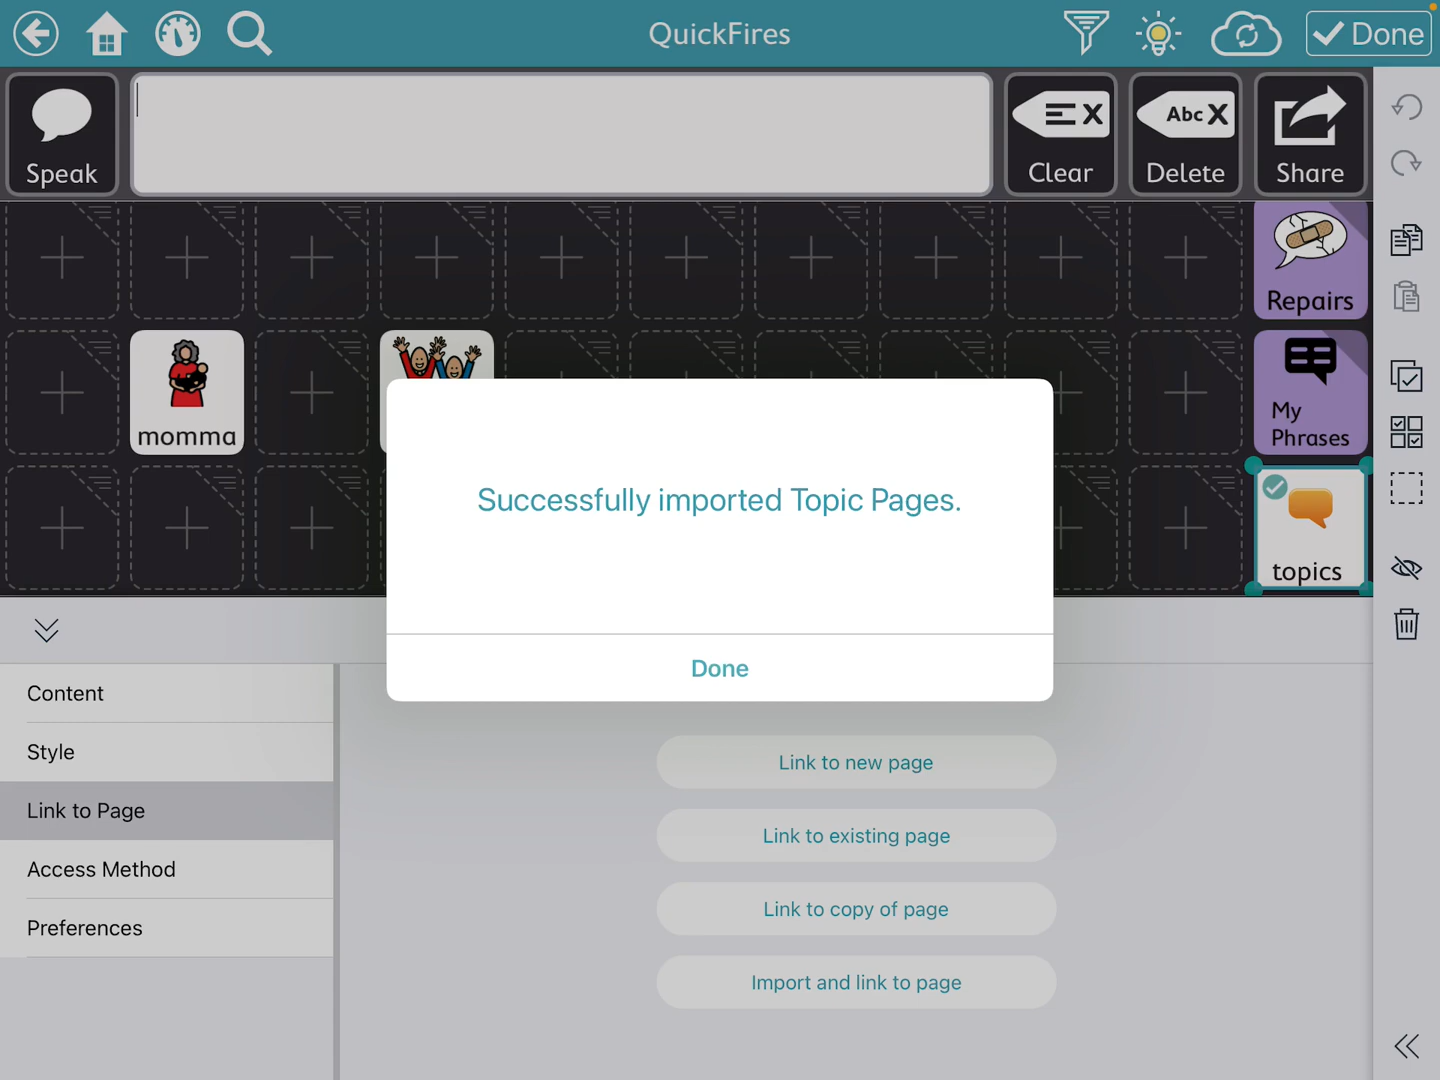 QuickFires
Done
Speak
Clear
Abc X
Delete
Share
Repairs
momma
My
Phrases
Successfully imported Topic Pages.
topics
Done
Content
Style
Link to Page
Access Method
Preferences
Link to new page
Link to existing page
Link to copy of page
Import and link to page